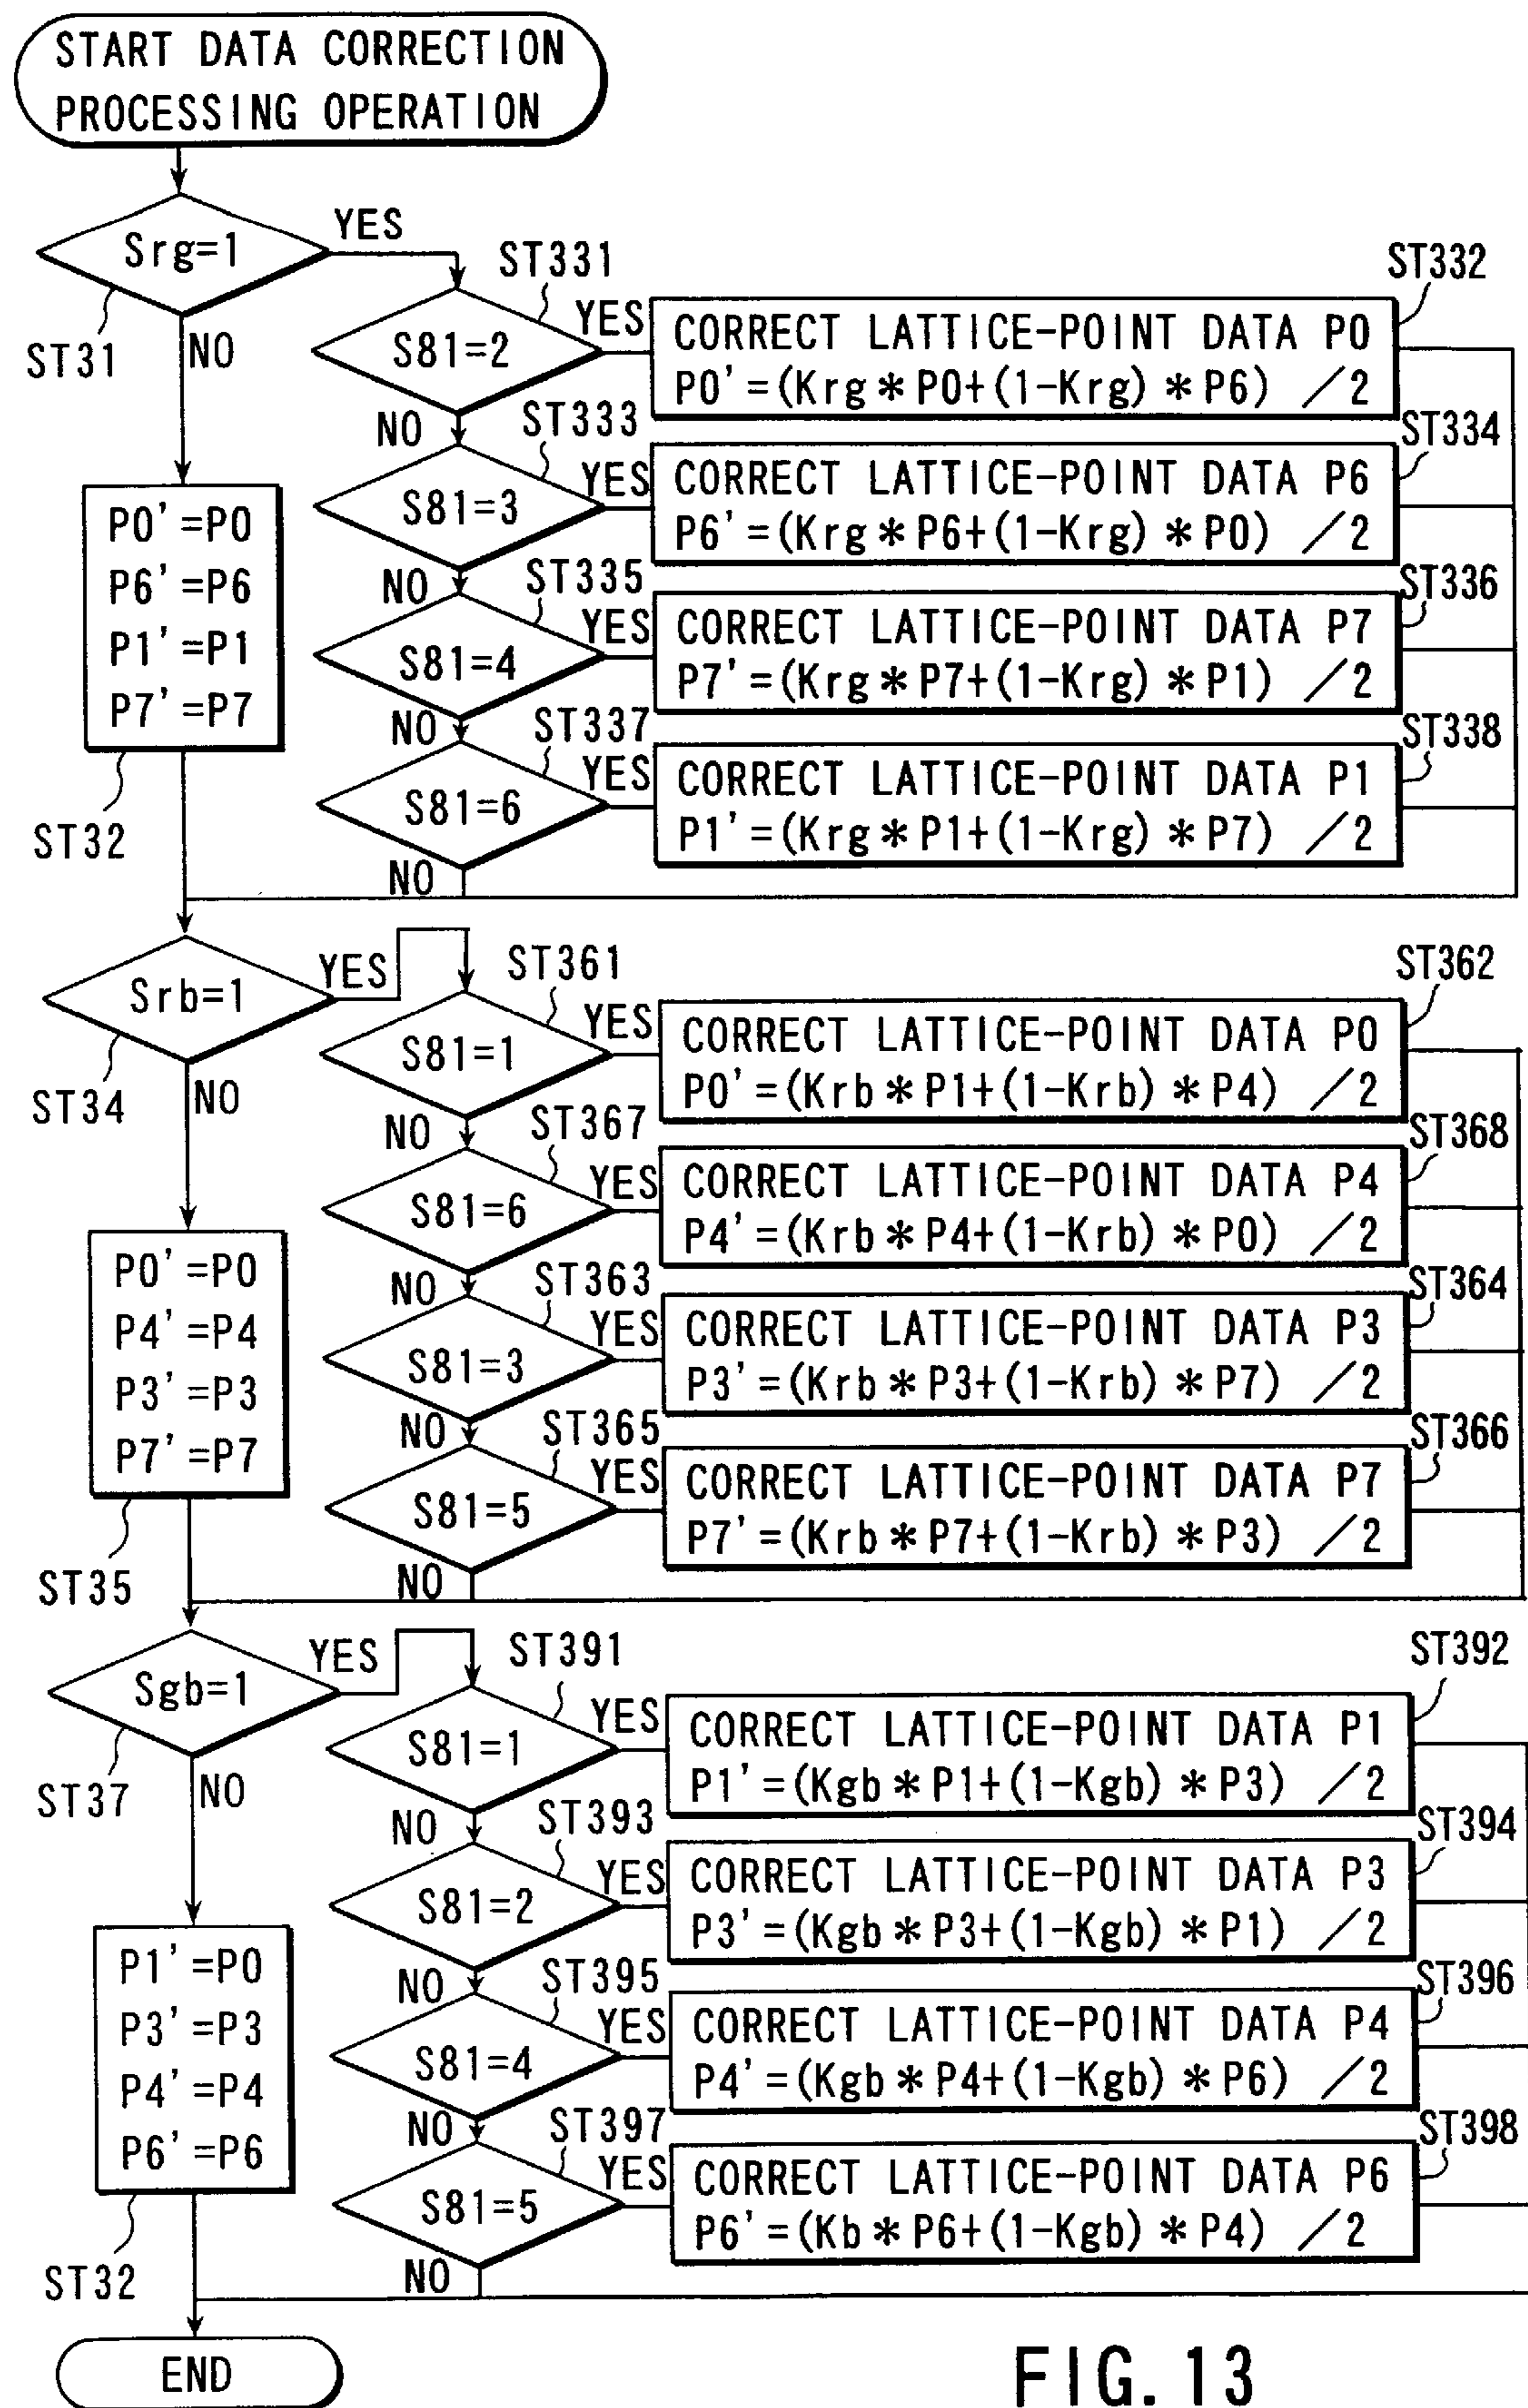 START DATA CORRECTION
PROCESSING OPERATION
Srg=1
YES
ST31
NO
ST331
S81=2
YES
ST332
CORRECT LATTICE-POINT DATA P0
P0'=(Krg*P0+(1-Krg)*P6) /2
NO
ST333
S81=3
YES
ST334
CORRECT LATTICE-POINT DATA P6
P6'=(Krg*P6+(1-Krg)*P0) /2
P0'=P0
P6'=P6
P1'=P1
P7'=P7
ST32
NO
ST335
S81=4
YES
ST336
CORRECT LATTICE-POINT DATA P7
P7'=(Krg*P7+(1-Krg)*P1) /2
NO
ST337
S81=6
YES
ST338
CORRECT LATTICE-POINT DATA P1
P1'=(Krg*P1+(1-Krg)*P7) /2
NO
Srb=1
YES
ST34
NO
ST361
S81=1
YES
ST362
CORRECT LATTICE-POINT DATA P0
P0'=(Krb*P1+(1-Krb)*P4) /2
NO
ST367
S81=6
YES
ST368
CORRECT LATTICE-POINT DATA P4
P4'=(Krb*P4+(1-Krb)*P0) /2
P0'=P0
P4'=P4
P3'=P3
P7'=P7
ST35
NO
ST363
S81=3
YES
ST364
CORRECT LATTICE-POINT DATA P3
P3'=(Krb*P3+(1-Krb)*P7) /2
NO
ST365
S81=5
YES
ST366
CORRECT LATTICE-POINT DATA P7
P7'=(Krb*P7+(1-Krb)*P3) /2
NO
Sgb=1
YES
ST37
NO
ST391
S81=1
YES
ST392
CORRECT LATTICE-POINT DATA P1
P1'=(Kgb*P1+(1-Kgb)*P3) /2
NO
ST393
S81=2
YES
ST394
CORRECT LATTICE-POINT DATA P3
P3'=(Kgb*P3+(1-Kgb)*P1) /2
P1'=P0
P3'=P3
P4'=P4
P6'=P6
ST32
NO
ST395
S81=4
YES
ST396
CORRECT LATTICE-POINT DATA P4
P4'=(Kgb*P4+(1-Kgb)*P6) /2
NO
ST397
S81=5
YES
ST398
CORRECT LATTICE-POINT DATA P6
P6'=(Kb*P6+(1-Kgb)*P4) /2
NO
END
FIG. 13